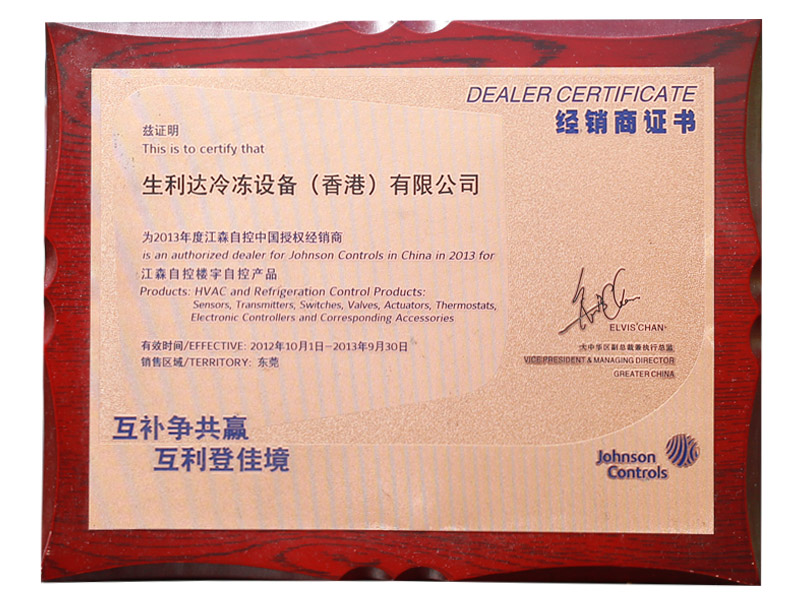 DEALER CERTIFICATE
经销商证书
兹证明
This is to certify that
生利达冷冻设备（香港）有限公司
为2013年度江森自控中国授权经销商
is an authorized dealer for Johnson Controls in China in 2013 for
江森自控楼宇自控产品
Products: HVAC and Refrigeration Control Products:
Sensors, Transmitters, Switches, Valves, Actuators, Thermostats,
Electronic Controllers and Corresponding Accessories
有效时间/EFFECTIVE: 2012年10月1日—2013年9月30日
销售区域/TERRITORY: 东莞
ELVIS CHAN
大中华区副总裁兼执行总监
VICE PRESIDENT & MANAGING DIRECTOR
GREATER CHINA
互补争共赢
互利登佳境
Johnson
Controls